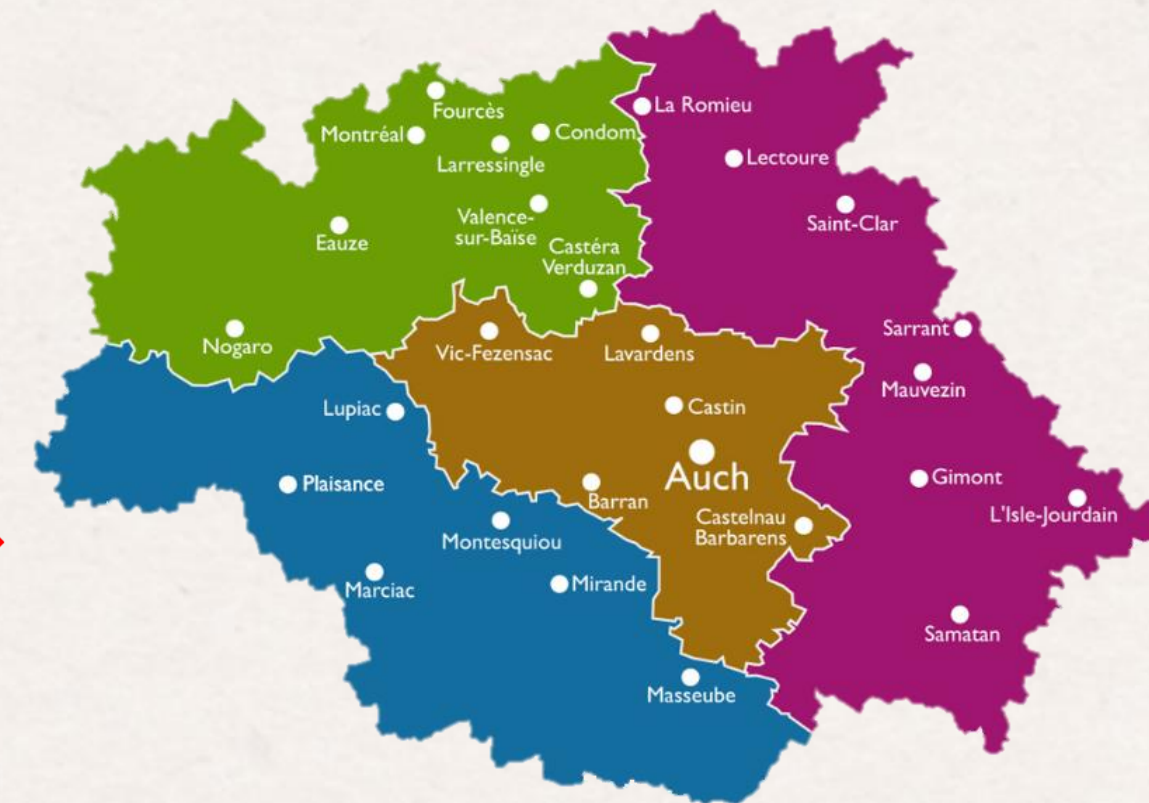 Fourcès
La Romieu
Montréal
Condom
Larressingle
Lectoure
Valence-
sur-Baïse
Saint-Clar
Eauze
Castéra
Verduzan
Nogaro
Vic-Fezensac
Lavardens
Sarrant
Mauvezin
Lupiac
Castin
Auch
Plaisance
Barran
Gimont
L'Isle-Jourdain
Castelnau
Barbarens
Montesquiou
Marciac
Mirande
Samatan
Masseube